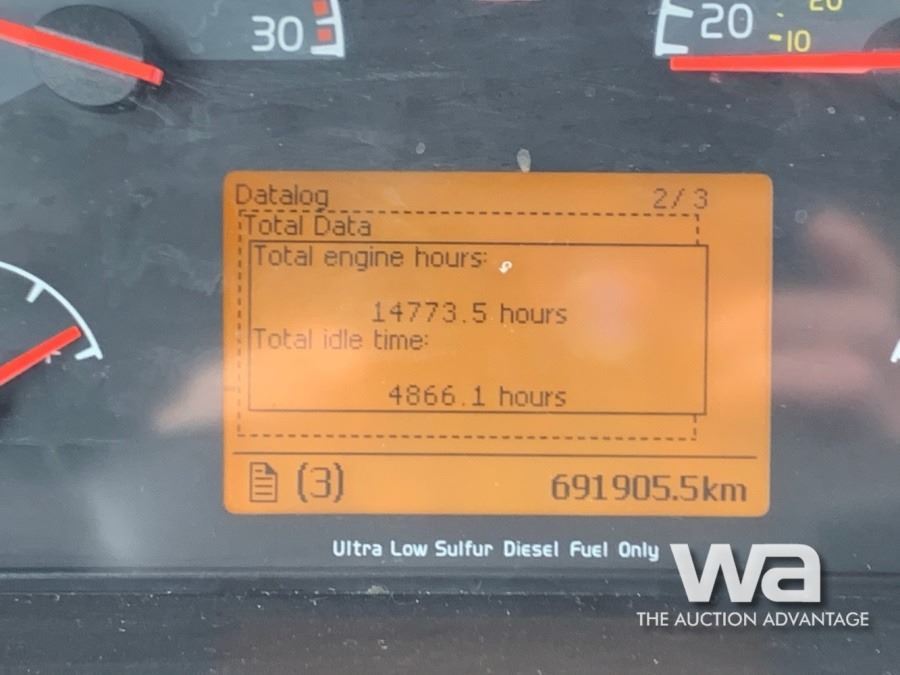 30
20
20
-10
Datalog 2/3
Total Data
Total engine hours:
14773.5 hours
Total idle time:
4866.1 hours
(3) 691905.5km
Ultra Low Sulfur Diesel Fuel Only
wa
THE AUCTION ADVANTAGE